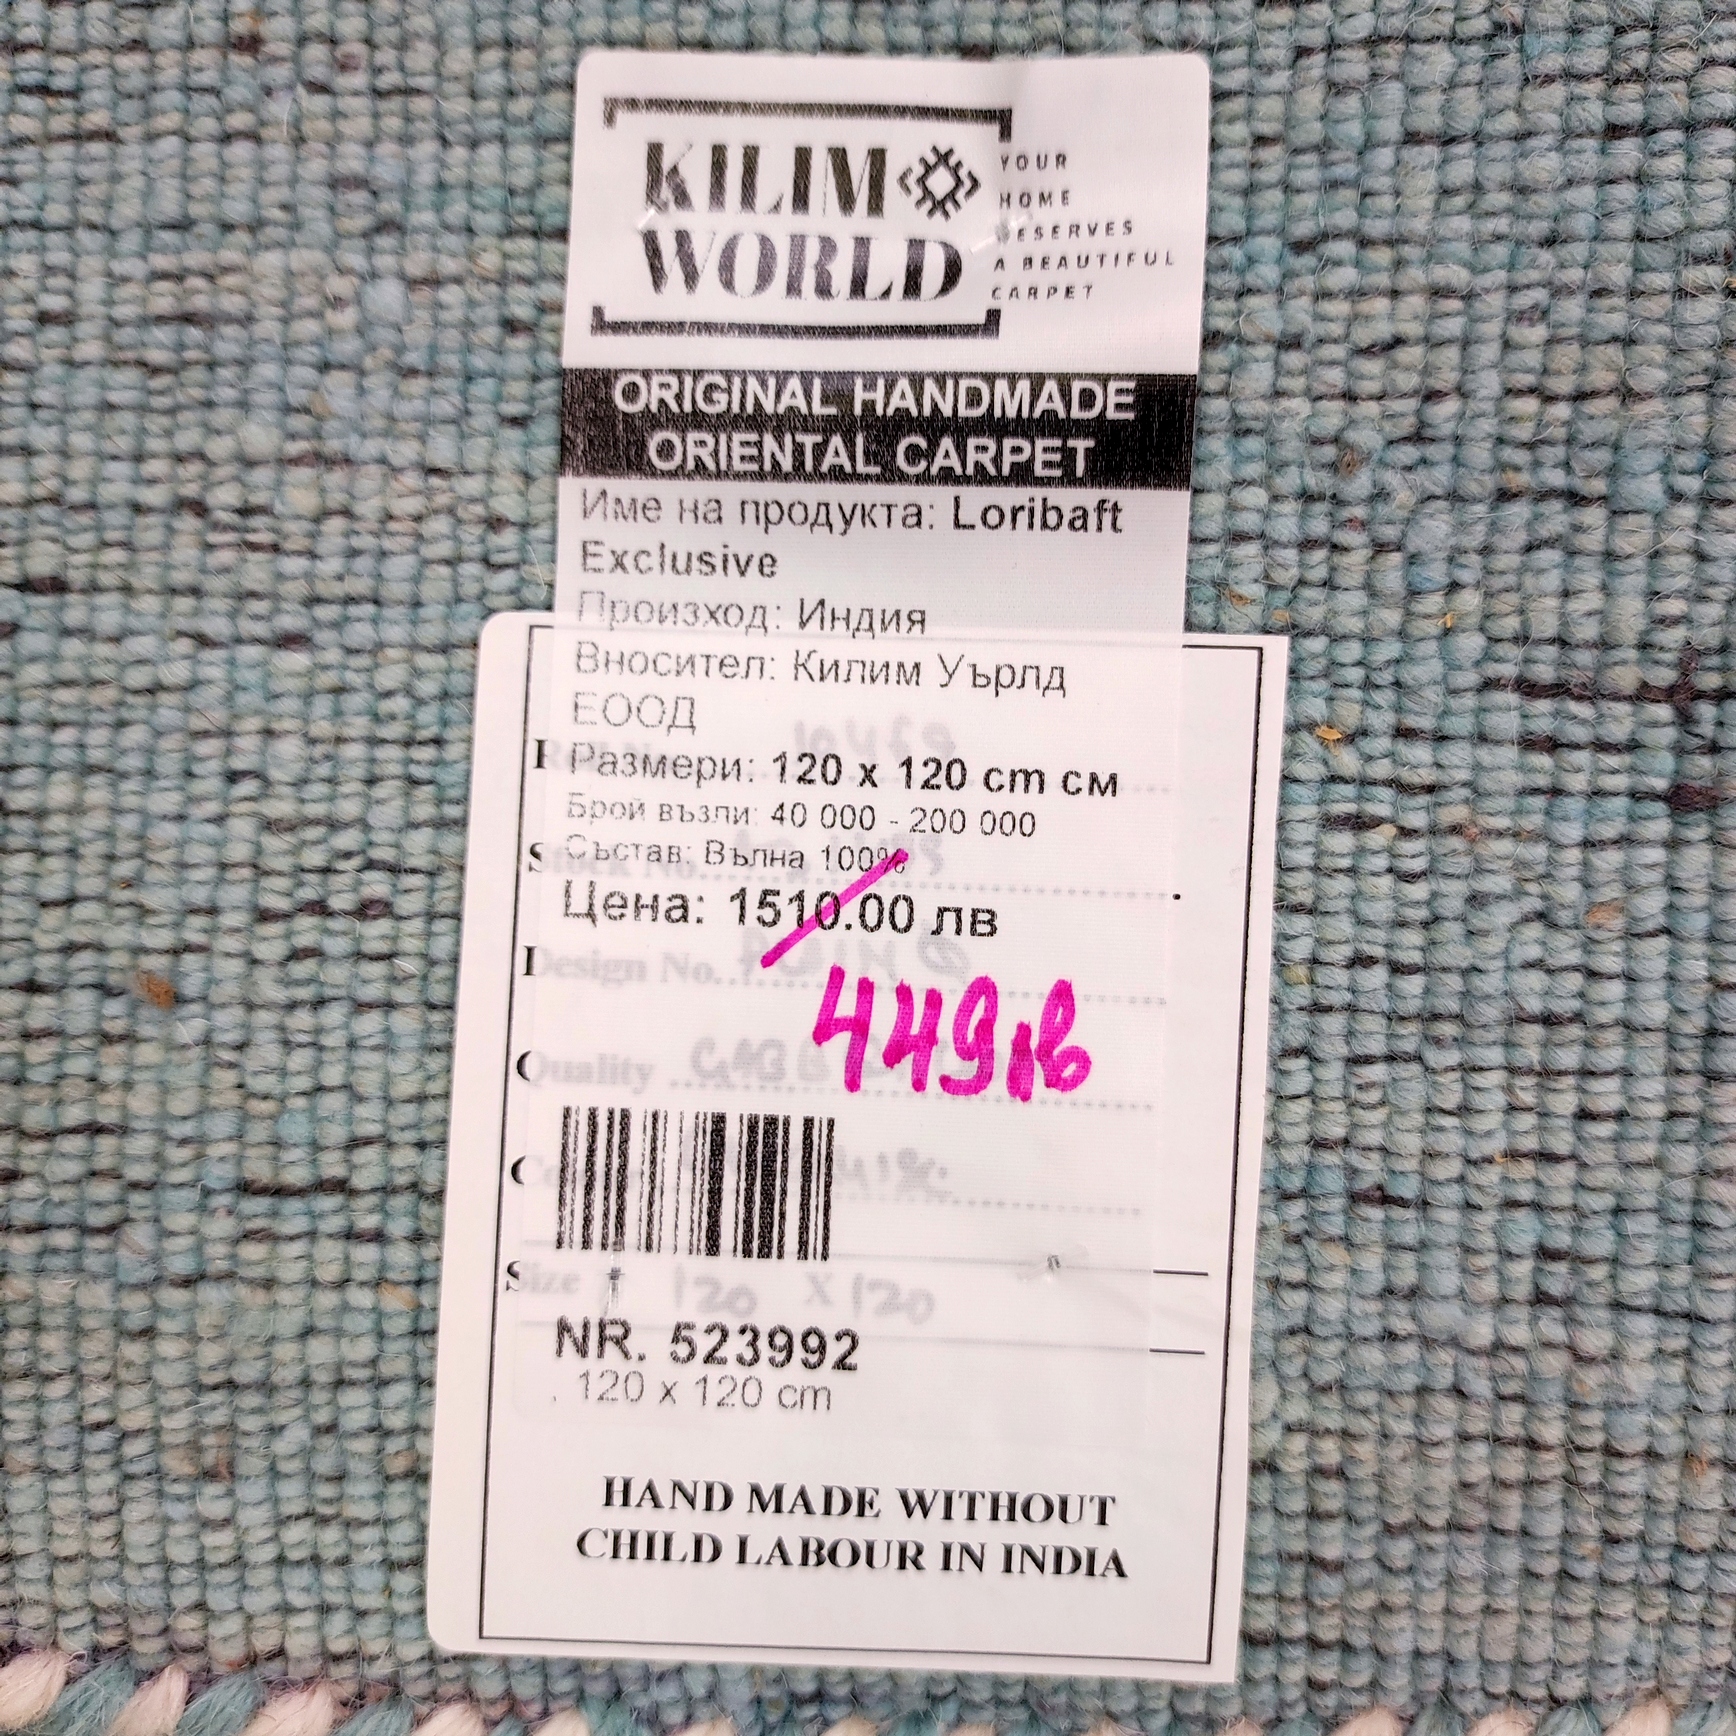 KILIM
WORLD
YOUR
HOME
DESERVES
A BEAUTIFUL
CARPET
ORIGINAL HANDMADE
ORIENTAL CARPET
Име на продукта: Loribaft
Exclusive
Произход: Индия
Вносител: Килим Уърлд
ЕООД
Размери: 120 x 120 cm см
Брой възли: 40 000 - 200 000
Състав: Вълна 100%
Stock No.
Цена: 1510.00 лв
Design No.
449лв
Quality
Size 120 X 120
NR. 523992
120 x 120 cm
HAND MADE WITHOUT
CHILD LABOUR IN INDIA